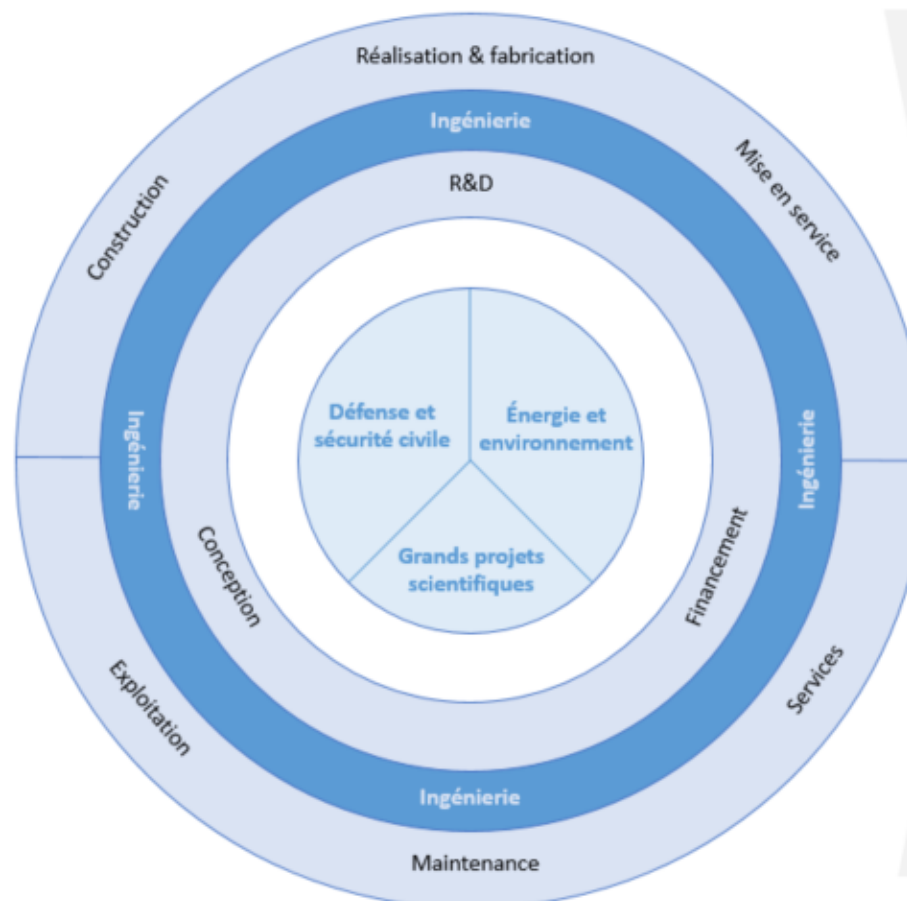 Réalisation & fabrication
Ingénierie
R&D
Construction
Mise en service
Défense et
sécurité civile
Énergie et
environnement
Ingénierie
Ingénierie
Grands projets
scientifiques
Conception
Financement
Exploitation
Services
Ingénierie
Maintenance